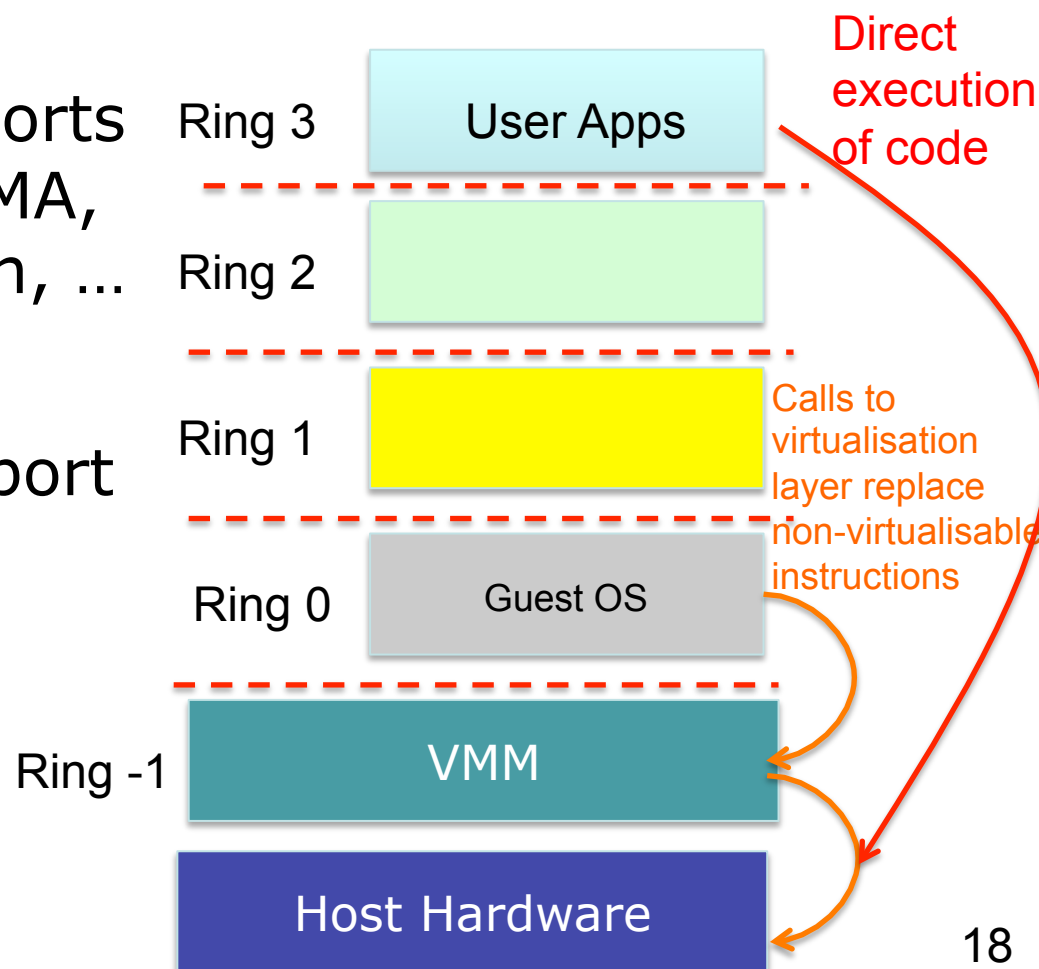 Direct
execution
of code
orts
MA,
n, ...
port
Ring 3
User Apps
Ring 2
Ring 1
Calls to
virtualisation
layer replace
non-virtualisable
instructions
Ring 0
Guest OS
Ring -1
VMM
Host Hardware
18